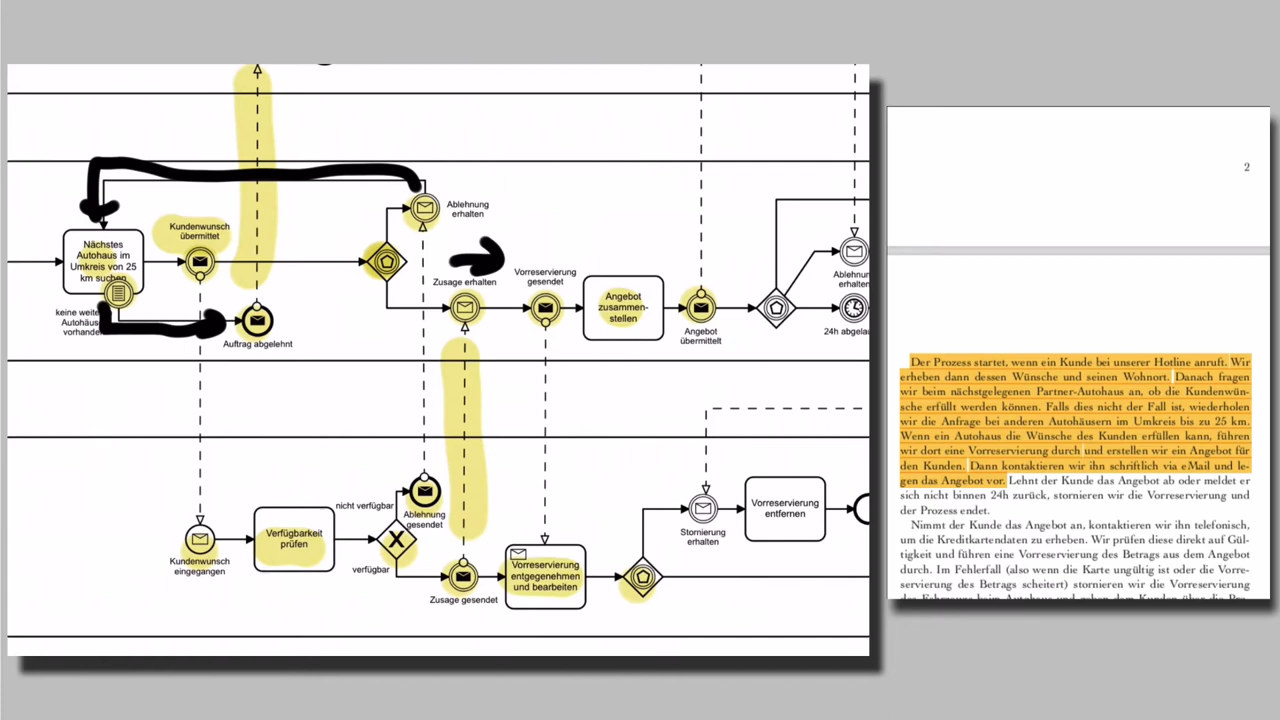 Nächstes
Autohaus im
Umkreis von 25
km suchen
keine weite
Autohäus
vorhande
Kundenwunsch
übermittelt
Auftrag abgelehnt
Ablehnung
erhalten
Zusage erhalten
Vorreservierung
gesendet
Angebot
zusammen-
stellen
Angebot
übermittelt
Ablehnun
erhalten
24h abgelau
Kundenwunsch
eingegangen
Verfügbarkeit
prüfen
nicht verfügbar
verfügbar
Ablehnung
gesendet
Zusage gesendet
Vorreservierung
entgegenehmen
und bearbeiten
Stornierung
erhalten
Vorreservierung
entfernen
2
Der Prozess startet, wenn ein Kunde bei unserer Hotline anruft. Wir
erheben dann dessen Wünsche und seinen Wohnort. Danach fragen
wir beim nächstgelegenen Partner-Autohaus an, ob die Kundenwün-
sche erfüllt werden können. Falls dies nicht der Fall ist, wiederholen
wir die Anfrage bei anderen Autohäusern im Umkreis bis zu 25 km.
Wenn ein Autohaus die Wünsche des Kunden erfüllen kann, führen
wir dort eine Vorreservierung durch und erstellen wir ein Angebot für
den Kunden. Dann kontaktieren wir ihn schriftlich via eMail und le-
gen das Angebot vor. Lehnt der Kunde das Angebot ab oder meldet er
sich nicht binnen 24h zurück, stornieren wir die Vorreservierung und
der Prozess endet.
Nimmt der Kunde das Angebot an, kontaktieren wir ihn telefonisch,
um die Kreditkartendaten zu erheben. Wir prüfen diese direkt auf Gül-
tigkeit und führen eine Vorreservierung des Betrags aus dem Angebot
durch. Im Fehlerfall (also wenn die Karte ungültig ist oder die Vorre-
servierung des Betrags scheitert) stornieren wir die Vorreservierung